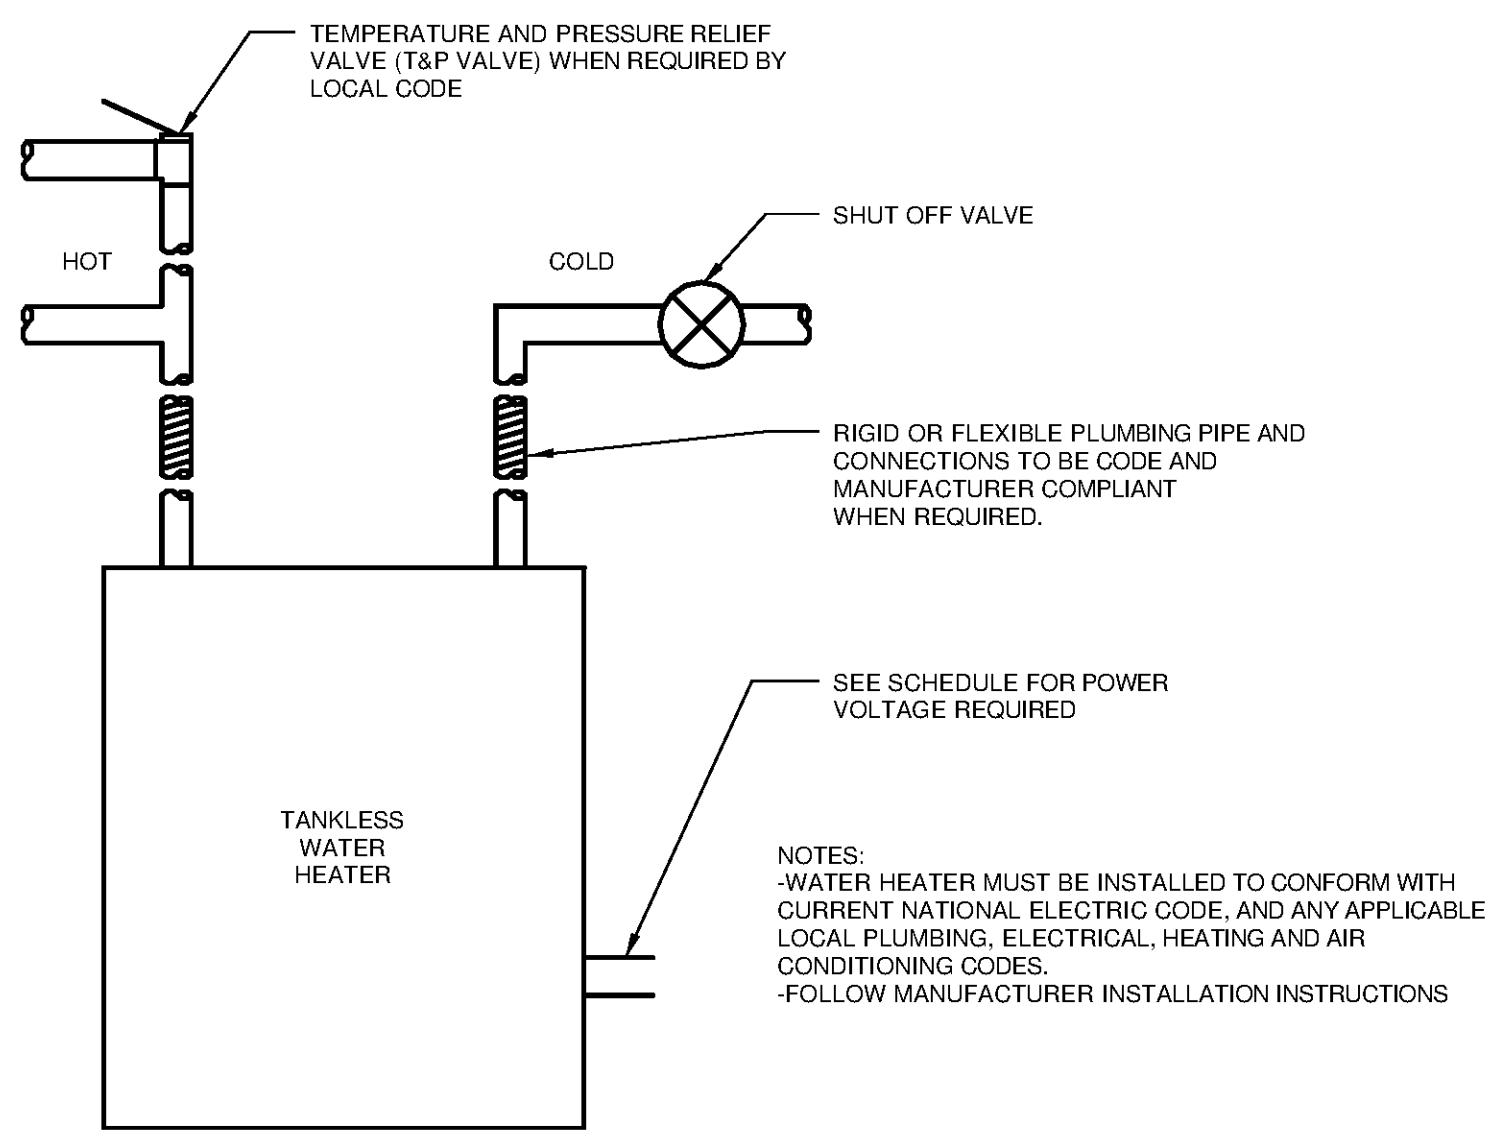 TEMPERATURE AND PRESSURE RELIEF
VALVE (T&P VALVE) WHEN REQUIRED BY
LOCAL CODE
SHUT OFF VALVE
HOT
COLD
RIGID OR FLEXIBLE PLUMBING PIPE AND
CONNECTIONS TO BE CODE AND
MANUFACTURER COMPLIANT
WHEN REQUIRED.
SEE SCHEDULE FOR POWER
VOLTAGE REQUIRED
TANKLESS
WATER
HEATER
NOTES:
-WATER HEATER MUST BE INSTALLED TO CONFORM WITH
CURRENT NATIONAL ELECTRIC CODE, AND ANY APPLICABLE
LOCAL PLUMBING, ELECTRICAL, HEATING AND AIR
CONDITIONING CODES.
-FOLLOW MANUFACTURER INSTALLATION INSTRUCTIONS